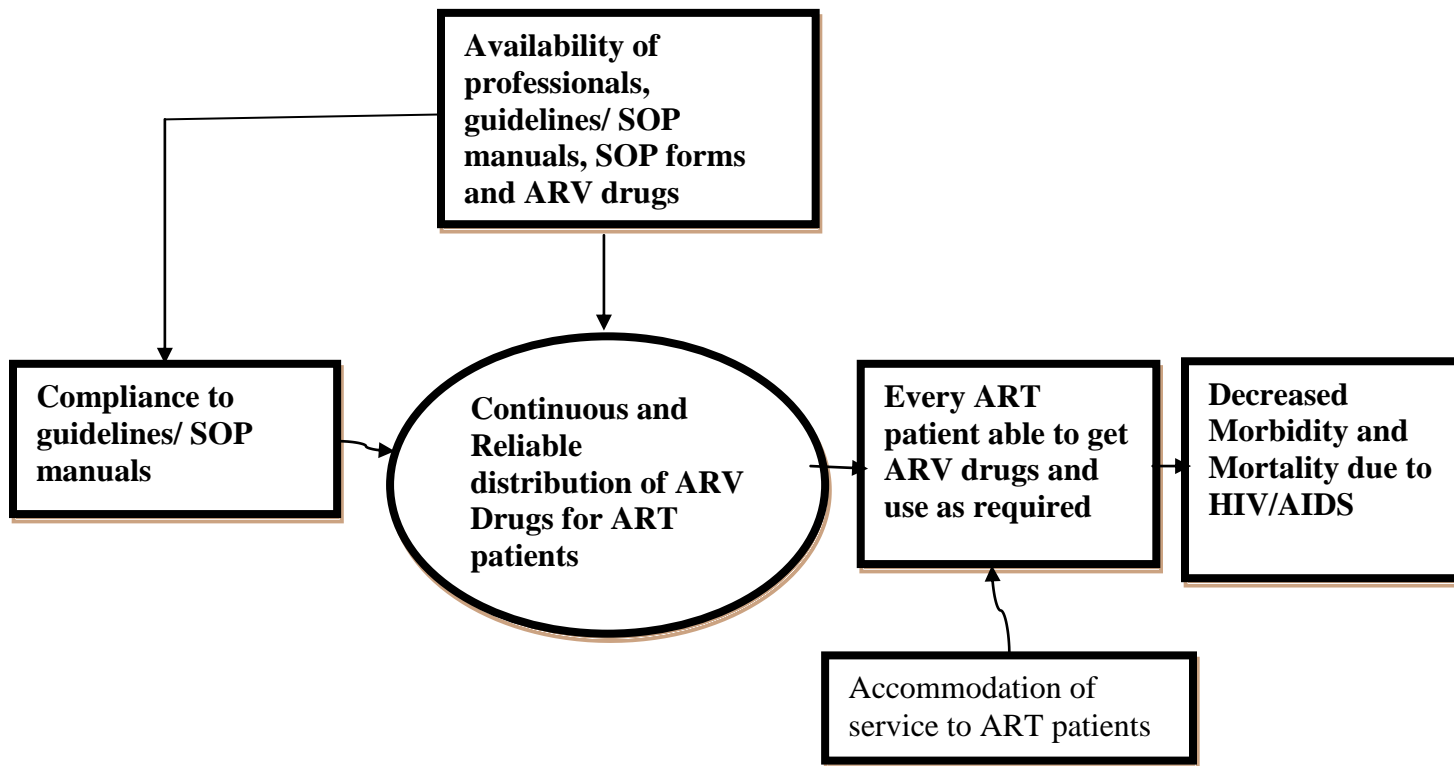 Availability of
professionals,
guidelines/ SOP
manuals, SOP forms
and ARV drugs
Compliance to
guidelines/ SOP
manuals
Continuous and
Reliable
distribution of ARV
Drugs for ART
patients
Every ART
patient able to get
ARV drugs and
use as required
Decreased
Morbidity and
Mortality due to
HIV/AIDS
Accommodation of
service to ART patients